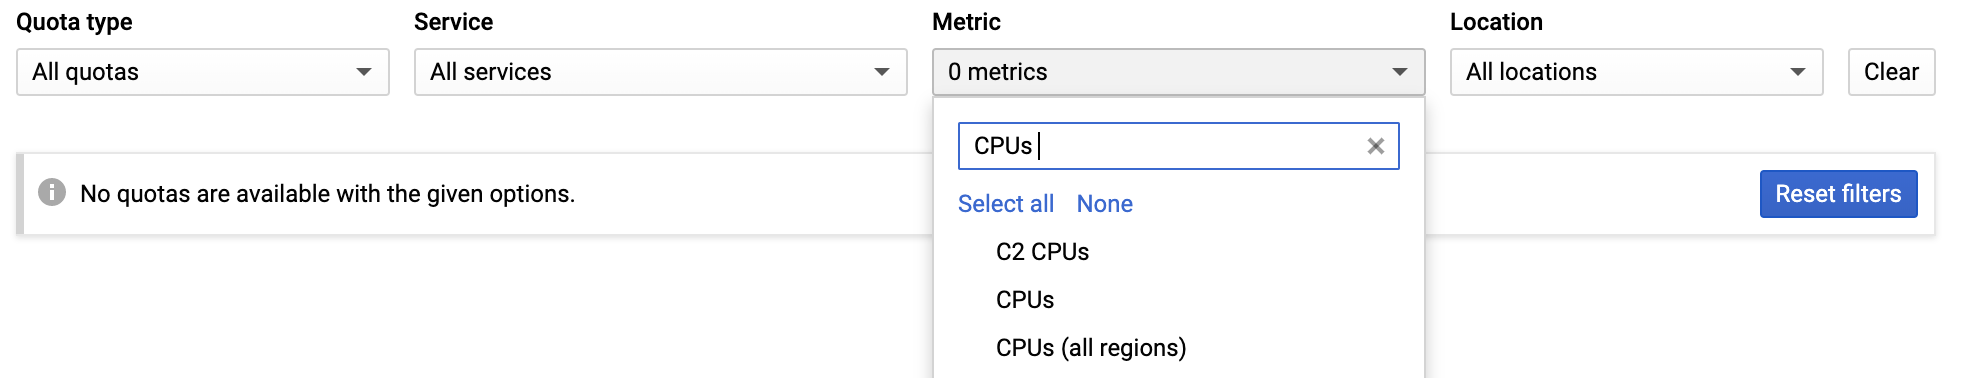 Quota type Service Metric Location
All quotas All services 0 metrics All locations Clear
CPUs
No quotas are available with the given options. Reset filters
Select all None
C2 CPUs
CPUs
CPUs (all regions)